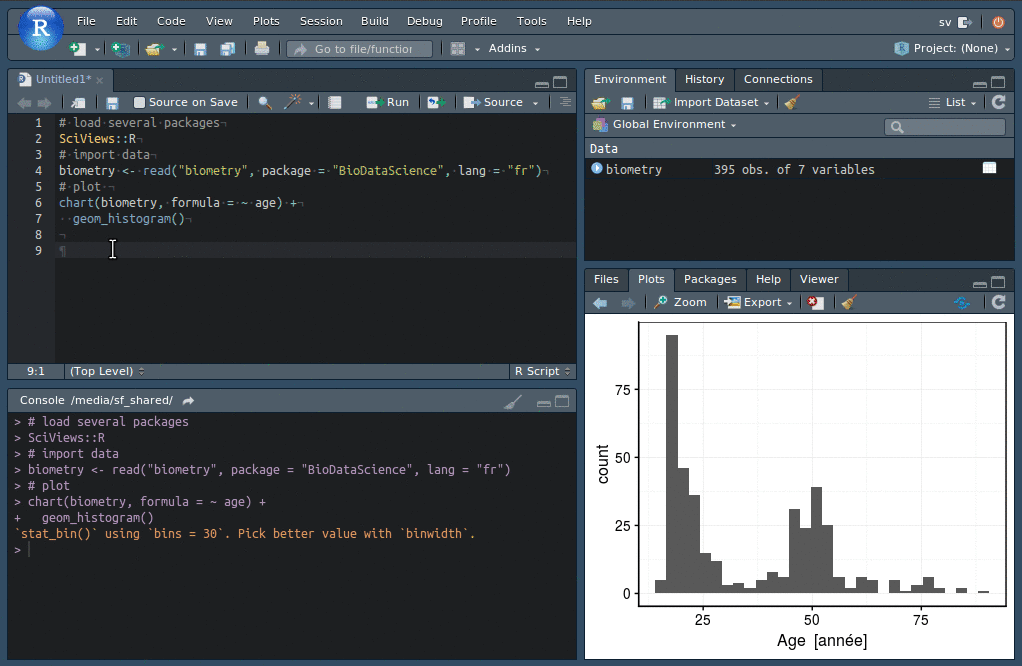 R
File Edit Code View Plots Session Build Debug Profile Tools Help
sv
Go to file/function Addins
R Project: (None)
Untitled1*
Source on Save Run Source
1 # load several packages¬
2 SciViews::R¬
3 # import data¬
4 biometry <- read("biometry", package = "BioDataScience", lang = "fr")¬
5 # plot ¬
6 chart(biometry, formula = ~ age) +¬
7   geom_histogram()¬
8 ¬
9 ¶
9:1 (Top Level) R Script
Console /media/sf_shared/
> # load several packages
> SciViews::R
> # import data
> biometry <- read("biometry", package = "BioDataScience", lang = "fr")
> # plot
> chart(biometry, formula = ~ age) +
+   geom_histogram()
`stat_bin()` using `bins = 30`. Pick better value with `binwidth`.
>
Environment History Connections
Import Dataset List
Global Environment
Data
biometry 395 obs. of 7 variables
Files Plots Packages Help Viewer
Zoom Export
count
75
50
25
0
25 50 75
Age [année]